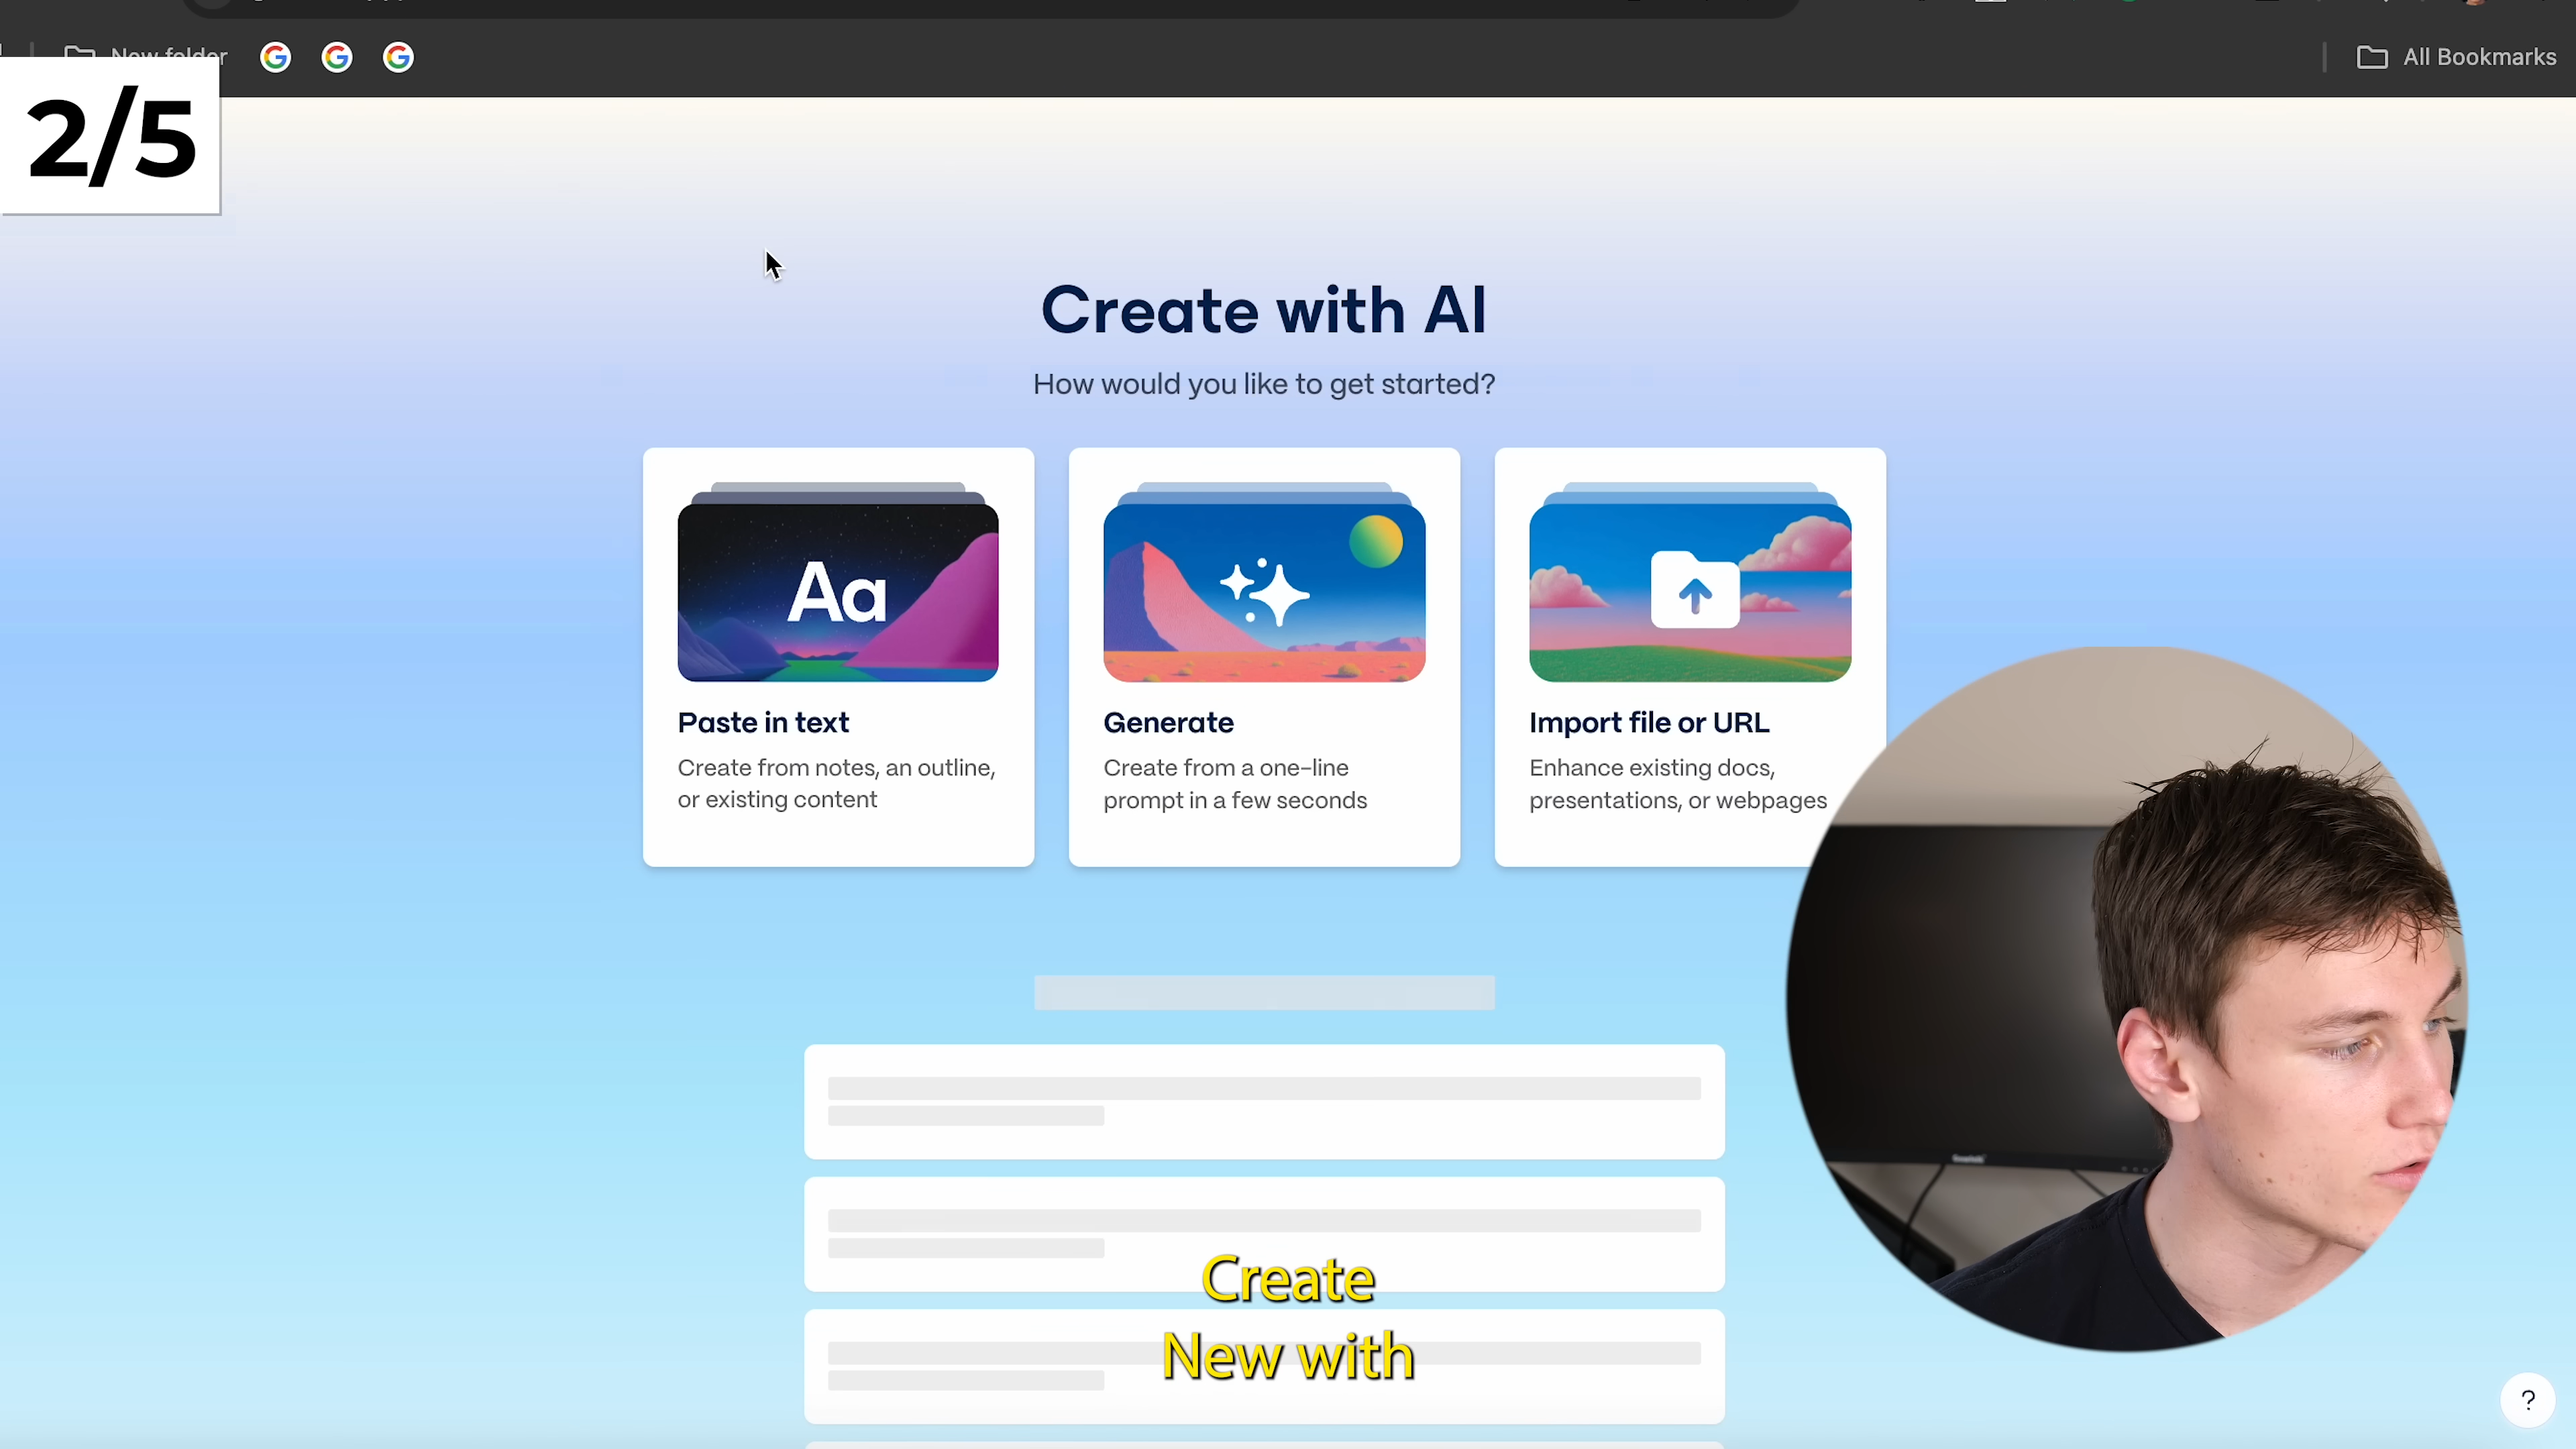 New folder
All Bookmarks
2/5
Create with AI
How would you like to get started?
Aa
Paste in text
Create from notes, an outline,
or existing content
Generate
Create from a one-line
prompt in a few seconds
Import file or URL
Enhance existing docs,
presentations, or webpages
Create
New with
?